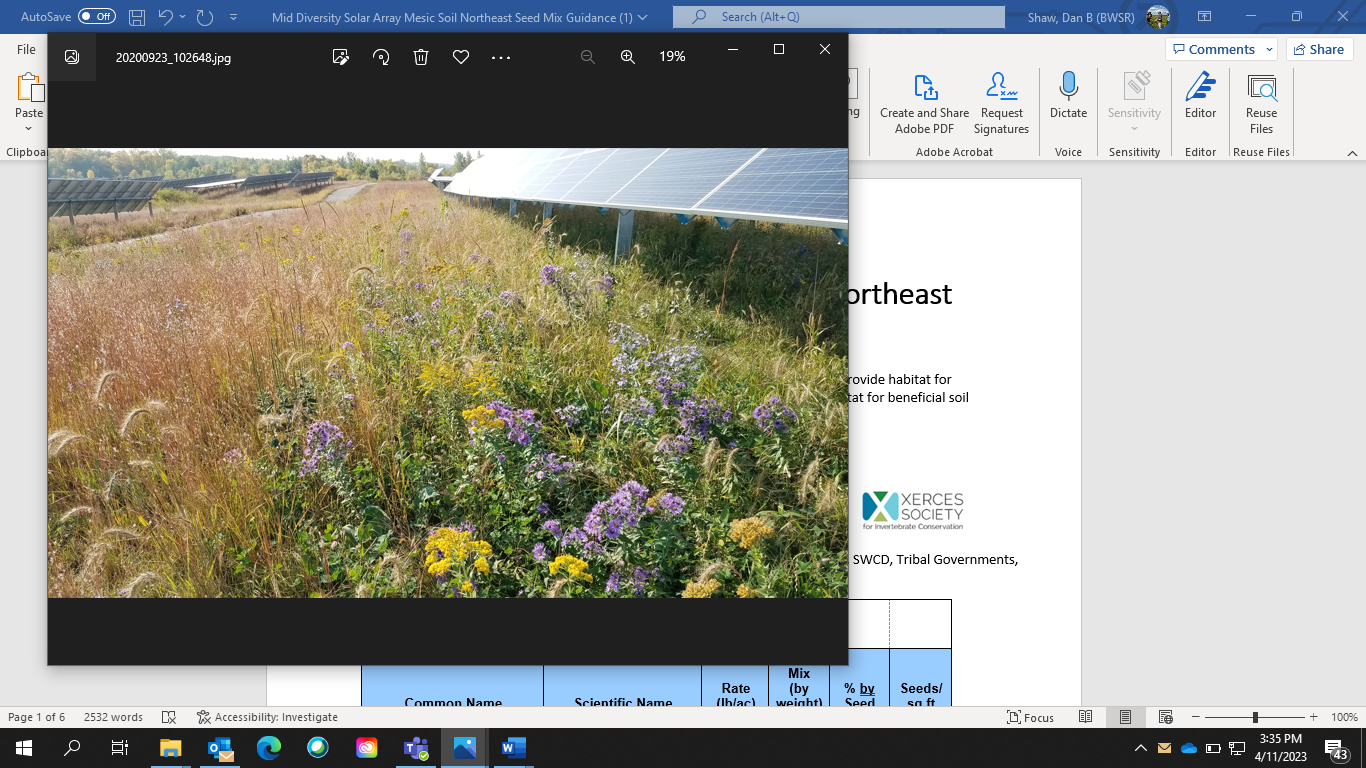 AutoSave Off Mid Diversity Solar Array Mesic Soil Northeast Seed Mix Guidance (1) Search (Alt+Q) Shaw, Dan B (BWSR)
File Comments Share
20200923_102648.jpg 19%
Paste Create and Share Request Dictate Sensitivity Editor Reuse
Adobe PDF Signatures Files
Adobe Acrobat Voice Sensitivity Editor Reuse Files
ortheast
rovide habitat for
tat for beneficial soil
XERCES
SOCIETY
for Invertebrate Conservation
SWCD, Tribal Governments,
Mix
Rate (by % by Seeds/
Common Name Scientific Name (lb/ac) weight) Seed sq ft
Page 1 of 6 2532 words Accessibility: Investigate Focus 100%
3:35 PM
4/11/2023 43